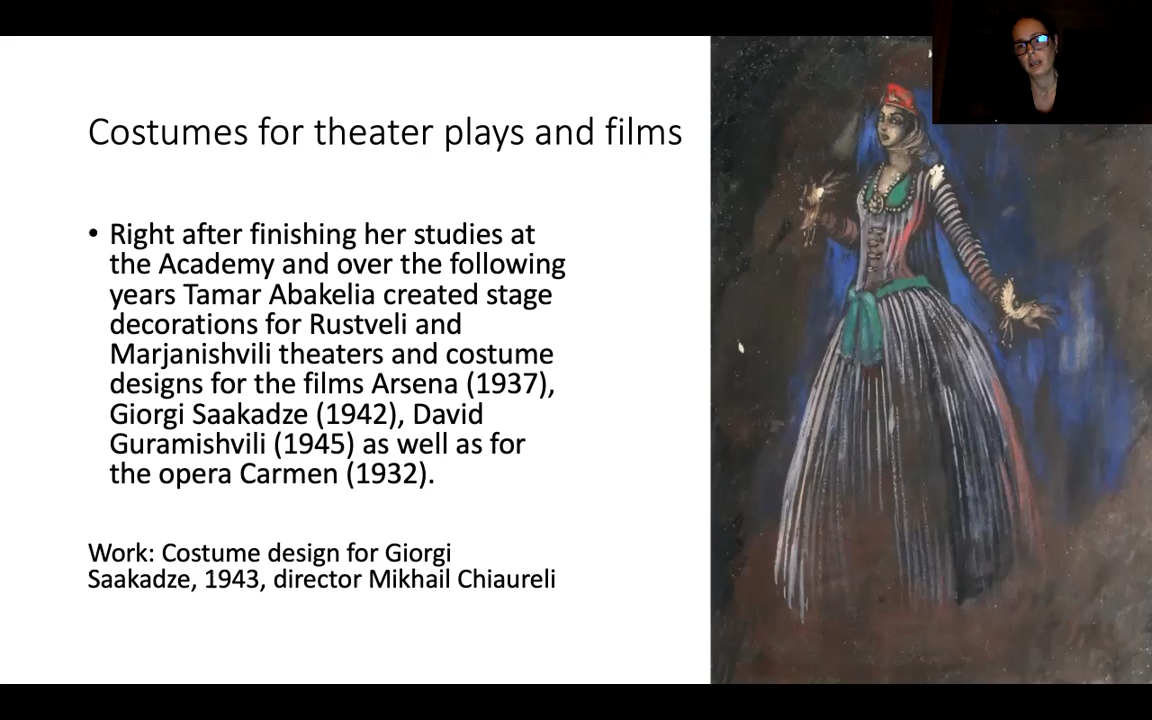 Costumes for theater plays and films
• Right after finishing her studies at
the Academy and over the following
years Tamar Abakelia created stage
decorations for Rustveli and
Marjanishvili theaters and costume
designs for the films Arsena (1937),
Giorgi Saakadze (1942), David
Guramishvili (1945) as well as for
the opera Carmen (1932).
Work: Costume design for Giorgi
Saakadze, 1943, director Mikhail Chiaureli